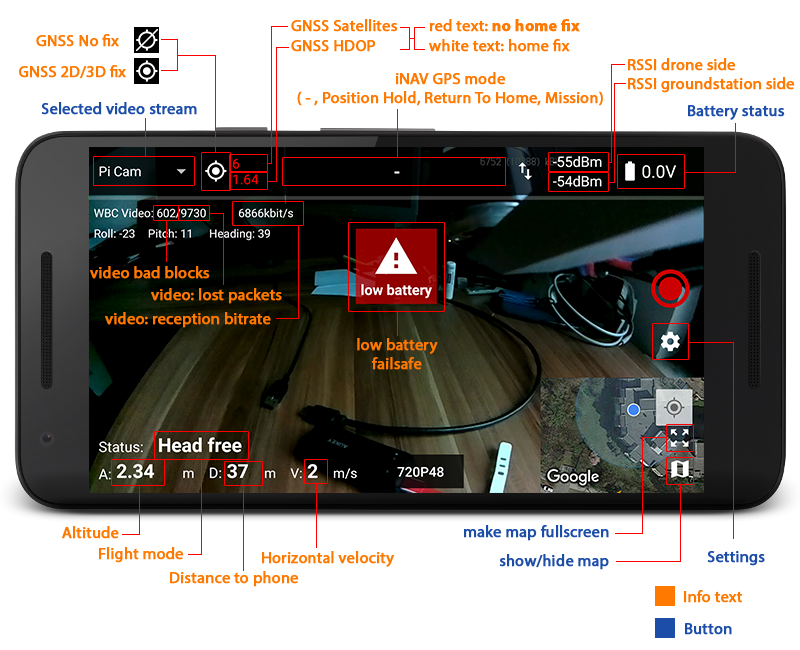 GNSS Satellites
red text: no home fix
GNSS No fix
GNSS HDOP
white text: home fix
GNSS 2D/3D fix
iNAV GPS mode
( - , Position Hold, Return To Home, Mission)
RSSI drone side
RSSI groundstation side
Selected video stream
Battery status
Pi Cam
6
1.64
-
-55dBm
-54dBm
0.0V
WBC Video: 602/9730
6866kbit/s
Roll: -23 Pitch: 11 Heading: 39
video bad blocks
video: lost packets
video: reception bitrate
low battery
low battery
failsafe
Status: Head free
A: 2.34 m D: 37 m V: 2 m/s
720P48
Google
Altitude
Flight mode
Distance to phone
Horizontal velocity
make map fullscreen
show/hide map
Settings
Info text
Button